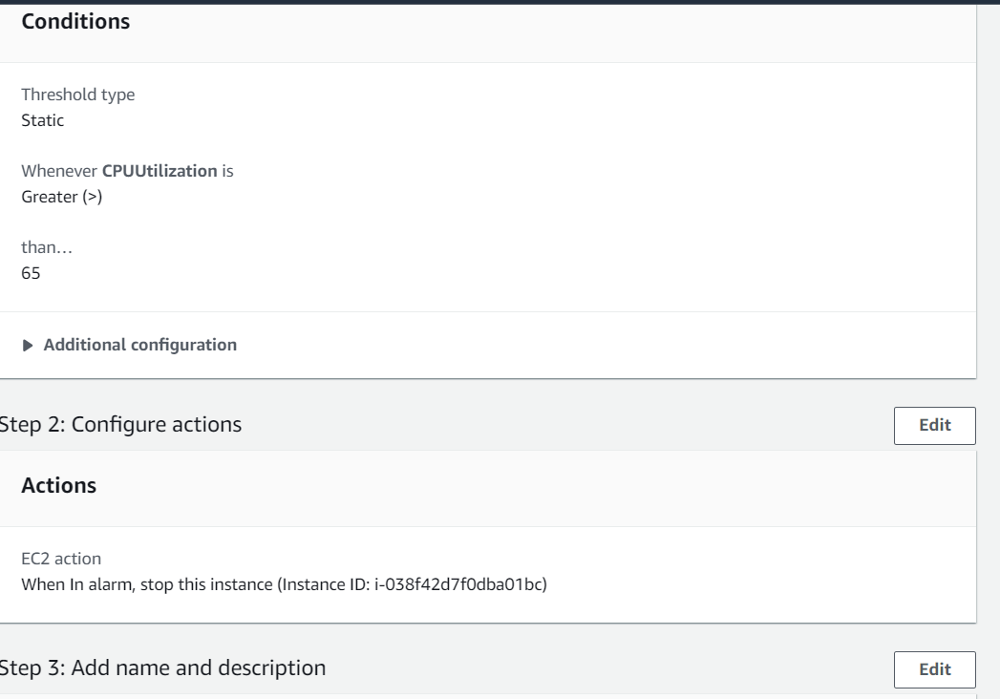 Conditions
Threshold type
Static
Whenever CPUUtilization is
Greater (>)
than…
65
Additional configuration
Step 2: Configure actions
Edit
Actions
EC2 action
When In alarm, stop this instance (Instance ID: i-038f42d7f0dba01bc)
Step 3: Add name and description
Edit